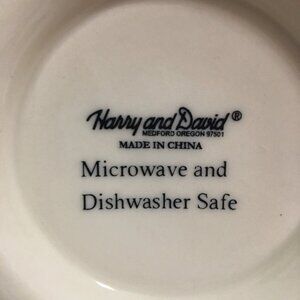 Harry and David®
MEDFORD OREGON 97501
MADE IN CHINA
Microwave and
Dishwasher Safe